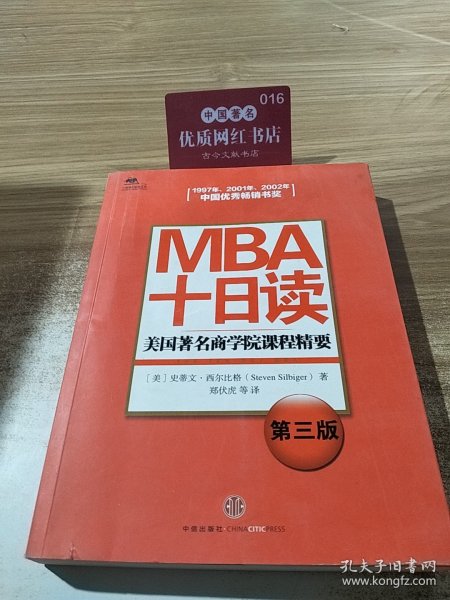 016
中国著名
优质网红书店
古今文献书店
1997年、2001年、2002年
中国优秀畅销书奖
MBA
十日读
美国著名商学院课程精要
[美] 史蒂文·西尔比格 (Steven Silbiger) 著
郑伏虎 等 译
第三版
中信出版社·CHINACITICPRESS
孔夫子旧书网
www.kongfz.com